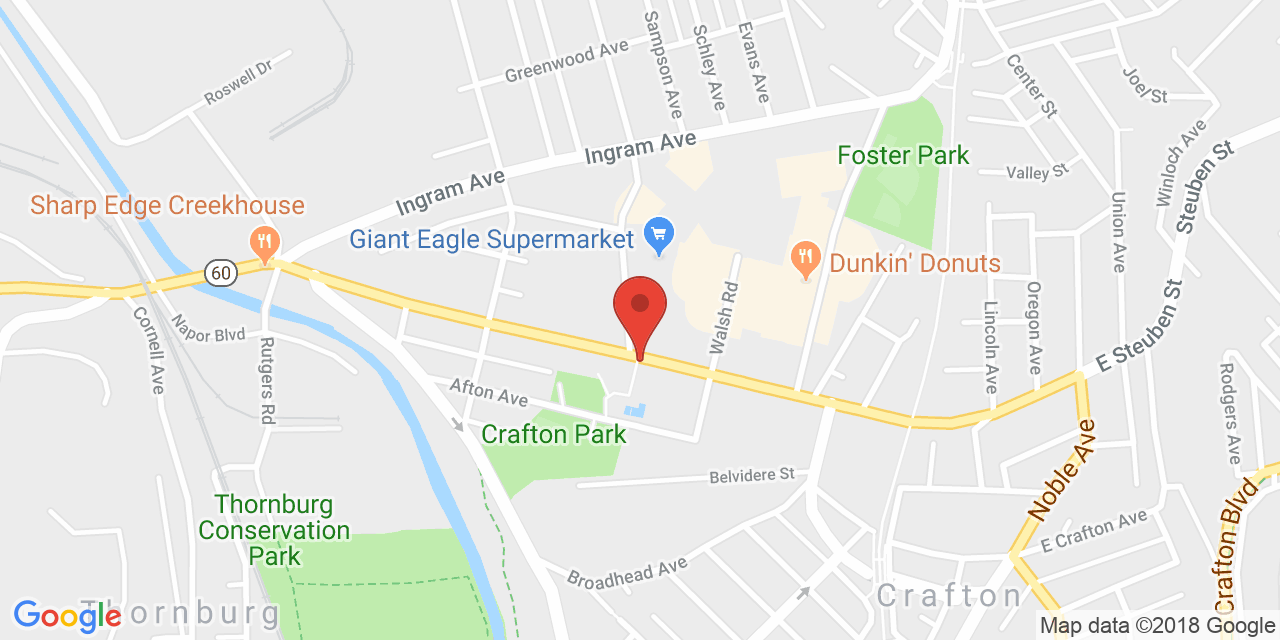 Sampson Ave
Schley Ave
Evans Ave
Greenwood Ave
Roswell Dr
Center St
Joel St
Ingram Ave
Foster Park
Valley St
Winloch Ave
Steuben St
Ingram Ave
Sharp Edge Creekhouse
Union Ave
Giant Eagle Supermarket
Dunkin' Donuts
60
Walsh Rd
Lincoln Ave
Oregon Ave
E Steuben St
Cornell Ave
Napor Blvd
Rutgers Rd
Afton Ave
Crafton Park
Rodgers Ave
Noble Ave
Belvidere St
Thornburg
Conservation
Park
Crafton Blvd
E Crafton Ave
Broadhead Ave
Crafton
Thornburg
Google
Map data ©2018 Google